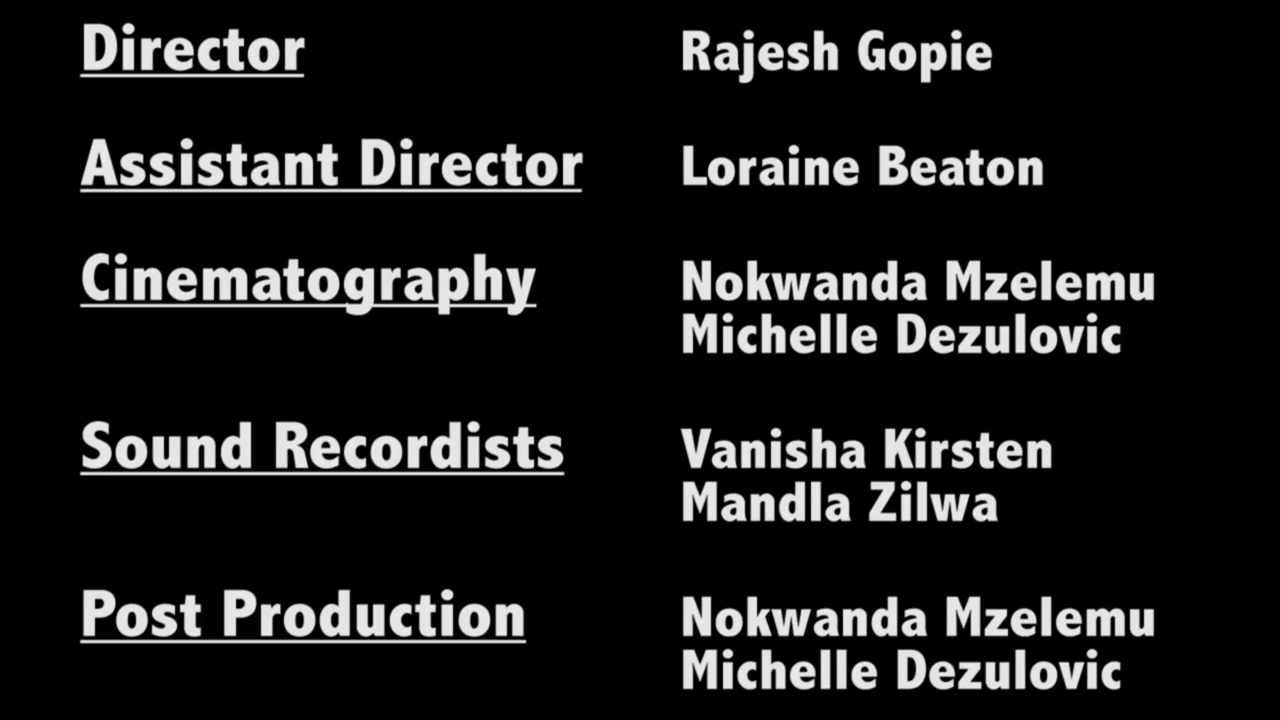 Director Rajesh Gopie
Assistant Director Loraine Beaton
Cinematography Nokwanda Mzelemu
Michelle Dezulovic
Sound Recordists Vanisha Kirsten
Mandla Zilwa
Post Production Nokwanda Mzelemu
Michelle Dezulovic